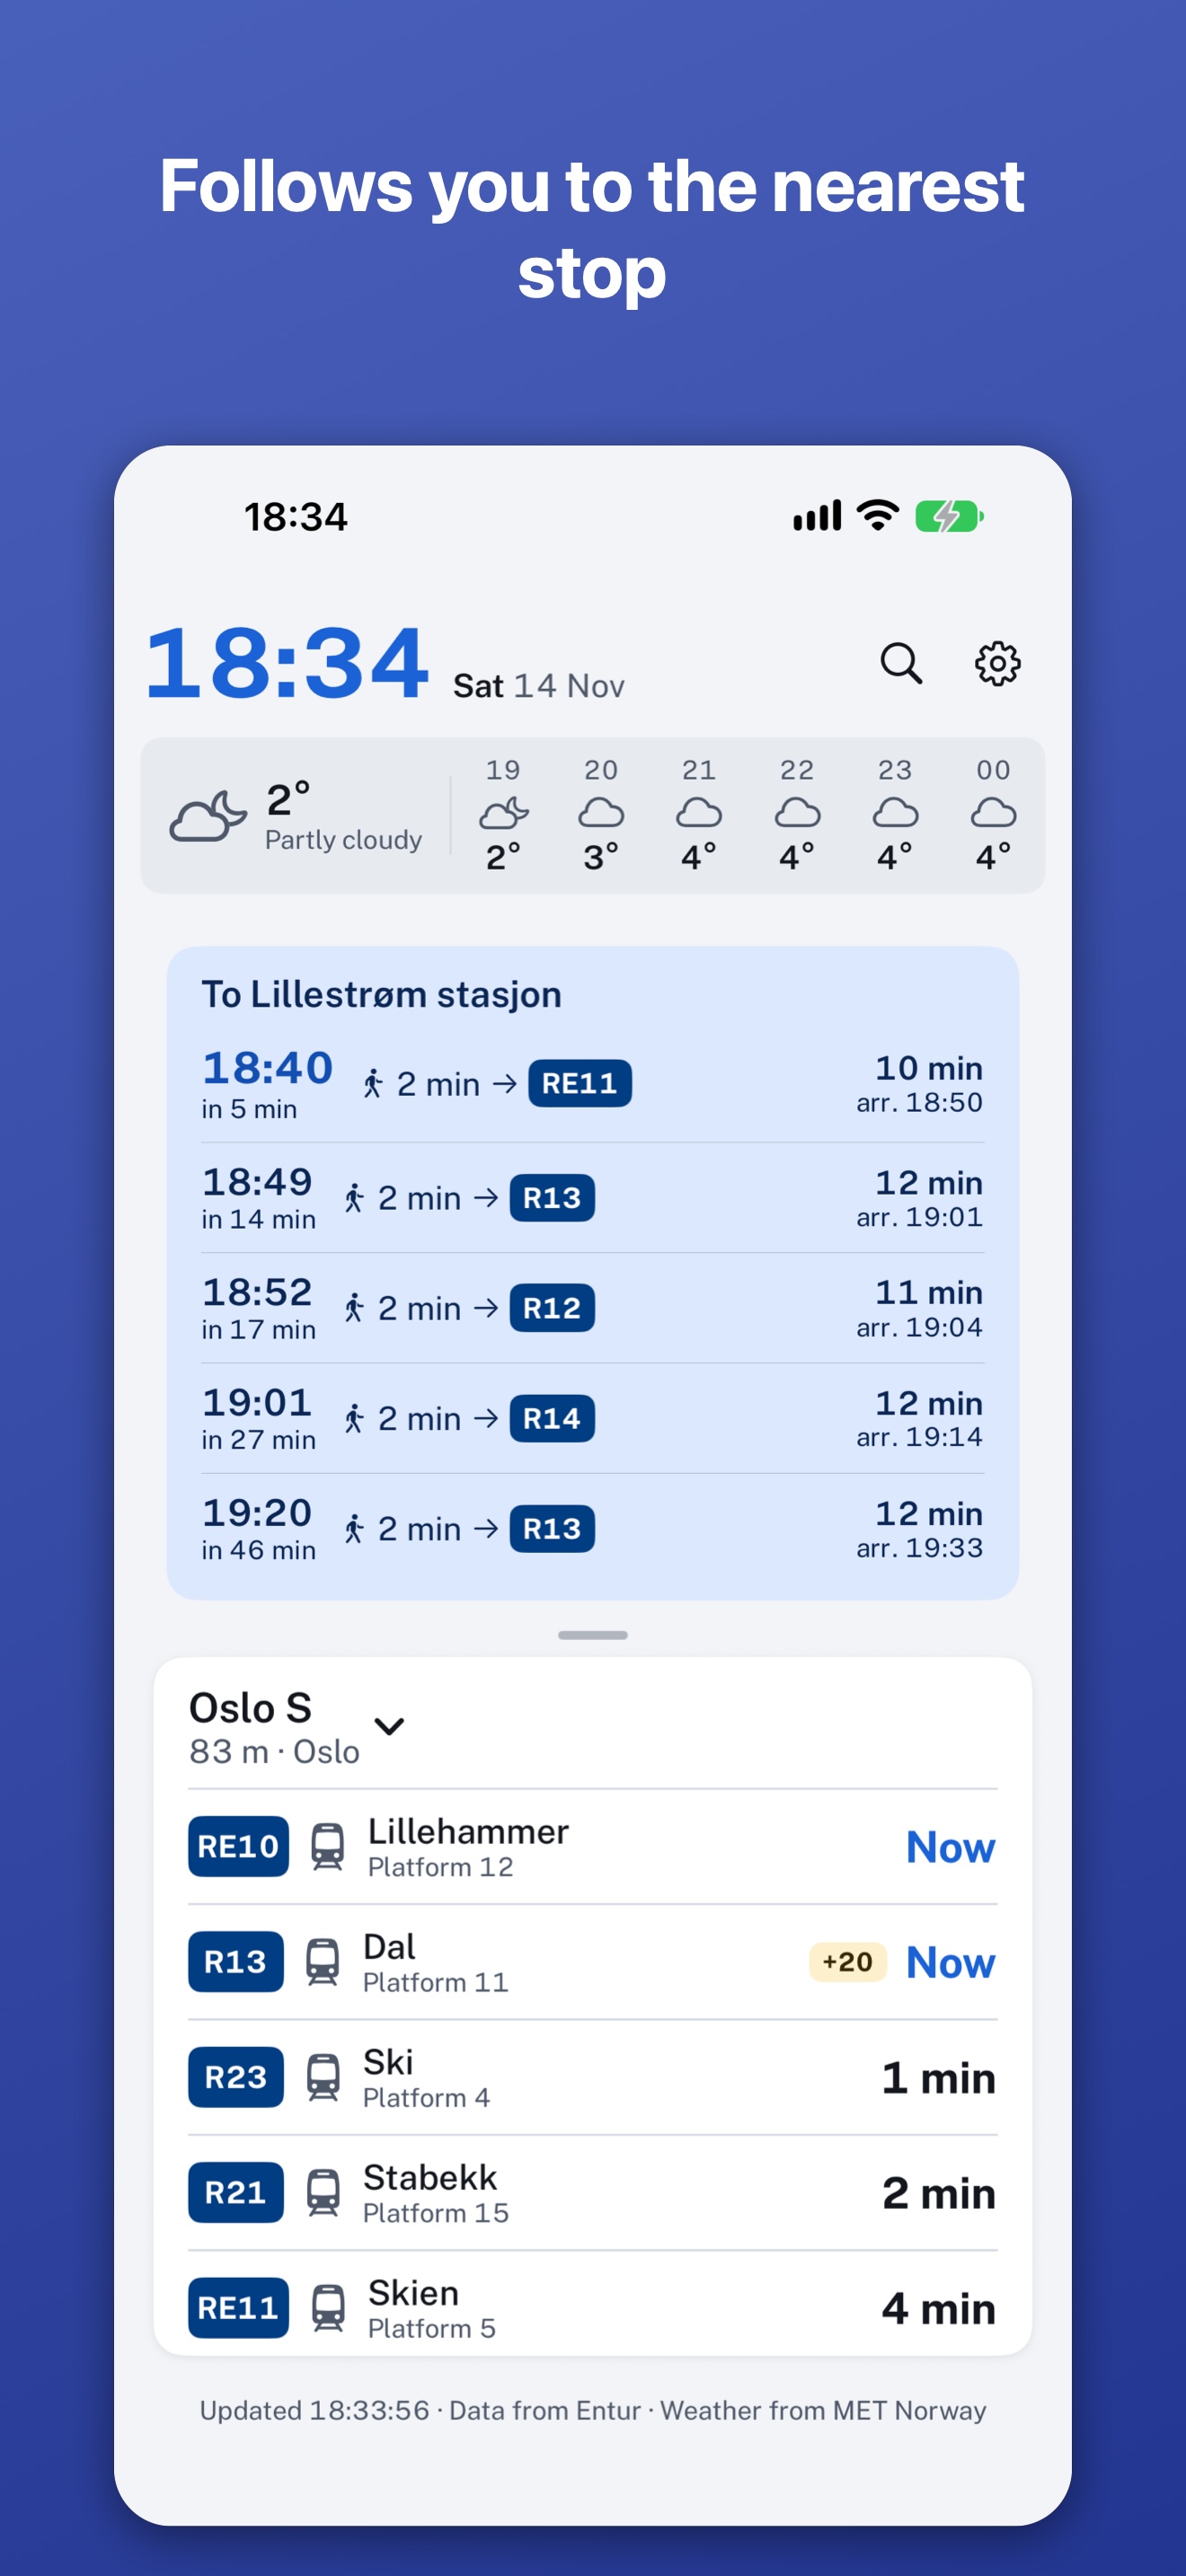 Follows you to the nearest
stop
18:34
18:34 Sat 14 Nov
2°
Partly cloudy
19 20 21 22 23 00
2° 3° 4° 4° 4° 4°
To Lillestrøm stasjon
18:40 2 min → RE11 10 min
in 5 min arr. 18:50
18:49 2 min → R13 12 min
in 14 min arr. 19:01
18:52 2 min → R12 11 min
in 17 min arr. 19:04
19:01 2 min → R14 12 min
in 27 min arr. 19:14
19:20 2 min → R13 12 min
in 46 min arr. 19:33
Oslo S
83 m · Oslo
RE10 Lillehammer Now
Platform 12
R13 Dal +20 Now
Platform 11
R23 Ski 1 min
Platform 4
R21 Stabekk 2 min
Platform 15
RE11 Skien 4 min
Platform 5
Updated 18:33:56 · Data from Entur · Weather from MET Norway